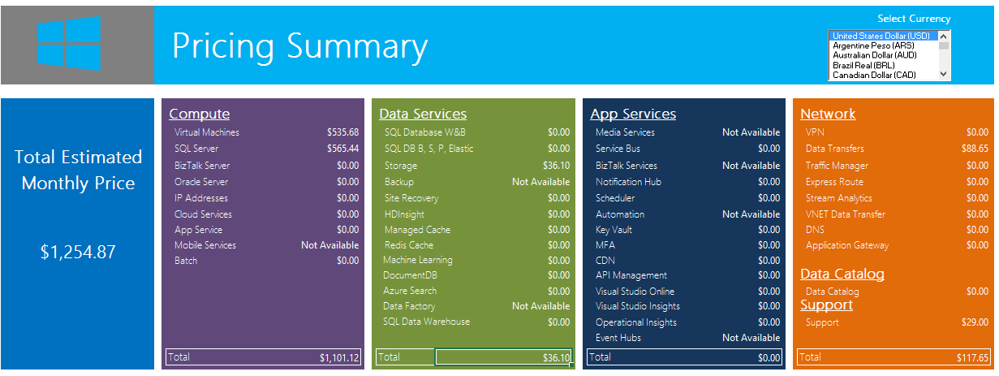 Pricing Summary
Select Currency
United States Dollar (USD)
Argentine Peso (ARS)
Australian Dollar (AUD)
Brazil Real (BRL)
Canadian Dollar (CAD)
Total Estimated
Monthly Price
$1,254.87
Compute
Virtual Machines $535.68
SQL Server $565.44
BizTalk Server $0.00
Oracle Server $0.00
IP Addresses $0.00
Cloud Services $0.00
App Service $0.00
Mobile Services Not Available
Batch $0.00
Total $1,101.12
Data Services
SQL Database W&B $0.00
SQL DB B, S, P, Elastic $0.00
Storage $36.10
Backup Not Available
Site Recovery $0.00
HDInsight $0.00
Managed Cache $0.00
Redis Cache $0.00
Machine Learning $0.00
DocumentDB $0.00
Azure Search $0.00
Data Factory Not Available
SQL Data Warehouse $0.00
Total $36.10
App Services
Media Services Not Available
Service Bus $0.00
BizTalk Services Not Available
Notification Hub $0.00
Scheduler $0.00
Automation Not Available
Key Vault $0.00
MFA $0.00
CDN $0.00
API Management $0.00
Visual Studio Online $0.00
Visual Studio Insights $0.00
Operational Insights $0.00
Event Hubs Not Available
Total $0.00
Network
VPN $0.00
Data Transfers $88.65
Traffic Manager $0.00
Express Route $0.00
Stream Analytics $0.00
VNET Data Transfer $0.00
DNS $0.00
Application Gateway $0.00
Data Catalog
Data Catalog $0.00
Support
Support $29.00
Total $117.65